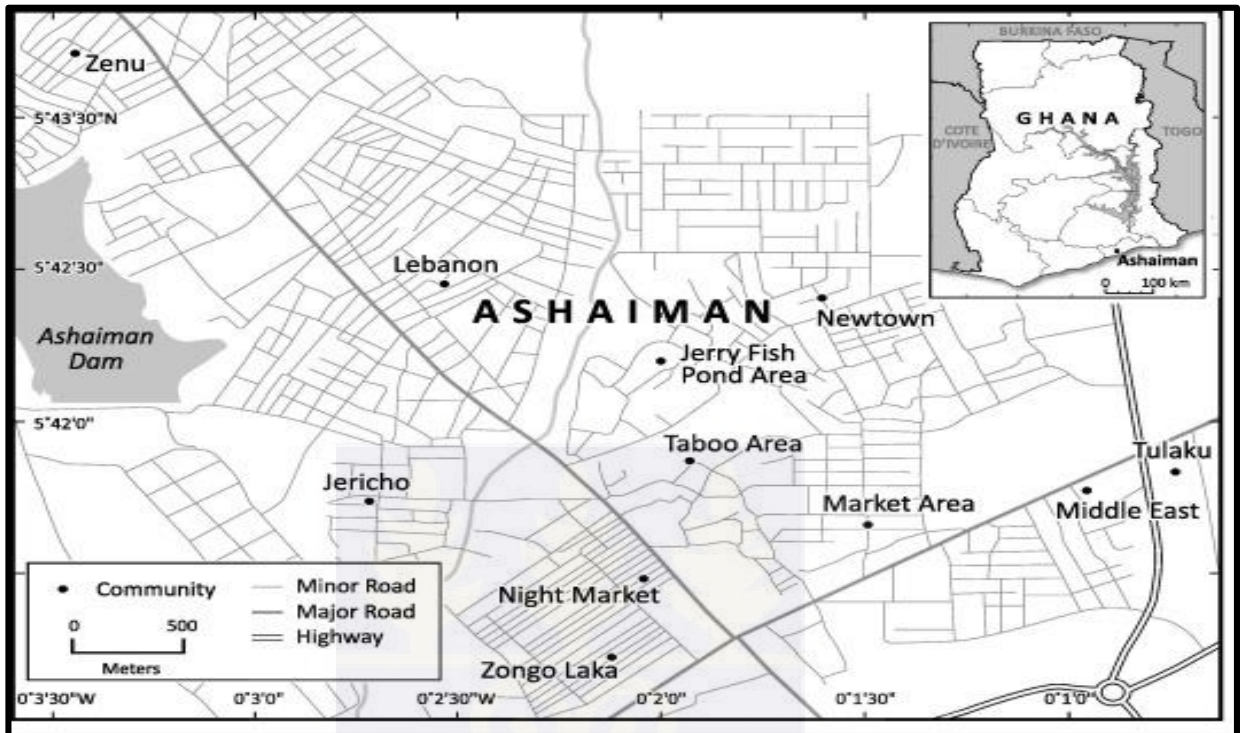 Zenu
5°43'30"N
5°42'30"
5°42'0"
Ashaiman
Dam
Lebanon
ASHAIMAN
Newtown
Jerry Fish
Pond Area
Taboo Area
Jericho
Market Area
Tulaku
Middle East
Night Market
Zongo Laka
BURKINA FASO
GHANA
COTE
D'IVOIRE
TOGO
Ashaiman
0 100 km
Community
0 500
Meters
Minor Road
Major Road
Highway
0°3'30"W
0°3'0"
0°2'30"W
0°2'0"
0°1'30"
0°1'0"